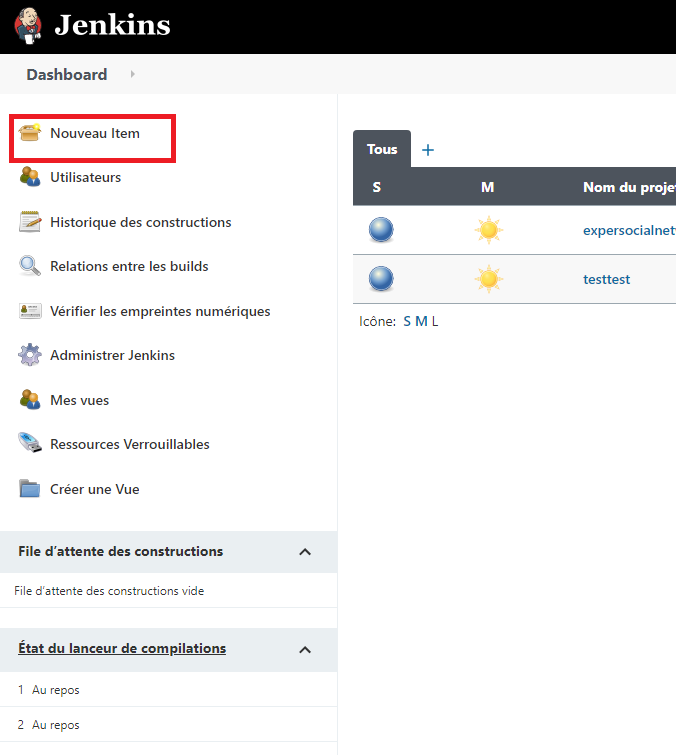 Jenkins
Dashboard
Nouveau Item
Utilisateurs
Historique des constructions
Relations entre les builds
Vérifier les empreintes numériques
Administrer Jenkins
Mes vues
Ressources Verrouillables
Créer une Vue
File d'attente des constructions
File d'attente des constructions vide
État du lanceur de compilations
1 Au repos
2 Au repos
Tous +
S M Nom du proje
expersocialnet
testtest
Icône: S M L